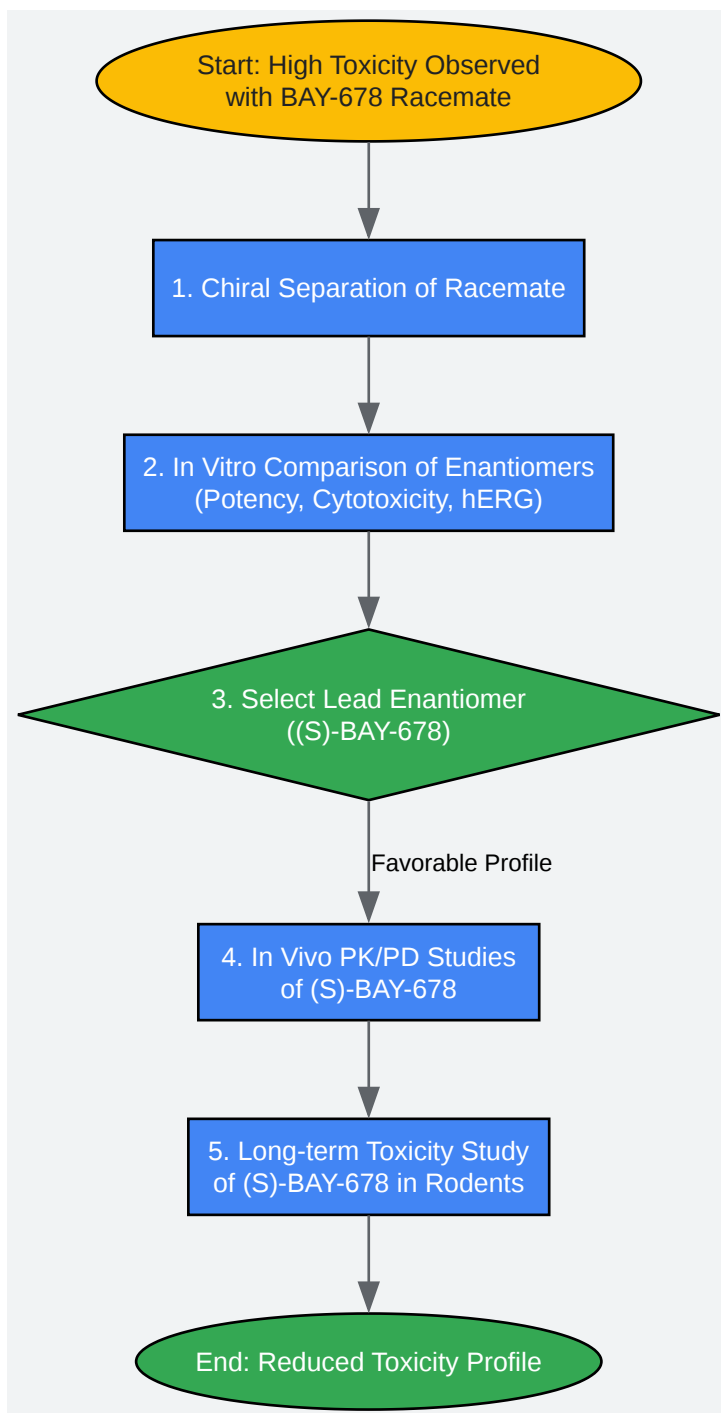 Start: High Toxicity Observed
with BAY-678 Racemate
1. Chiral Separation of Racemate
2. In Vitro Comparison of Enantiomers
(Potency, Cytotoxicity, hERG)
3. Select Lead Enantiomer
((S)-BAY-678)
Favorable Profile
4. In Vivo PK/PD Studies
of (S)-BAY-678
5. Long-term Toxicity Study
of (S)-BAY-678 in Rodents
End: Reduced Toxicity Profile